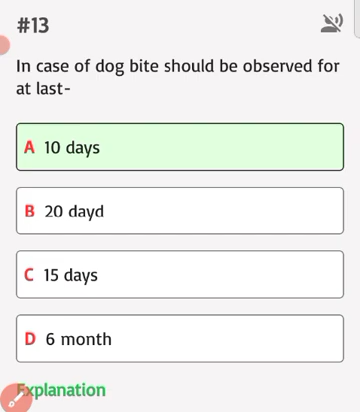 #13
In case of dog bite should be observed for
at last-
A 10 days
B 20 dayd
C 15 days
D 6 month
Explanation